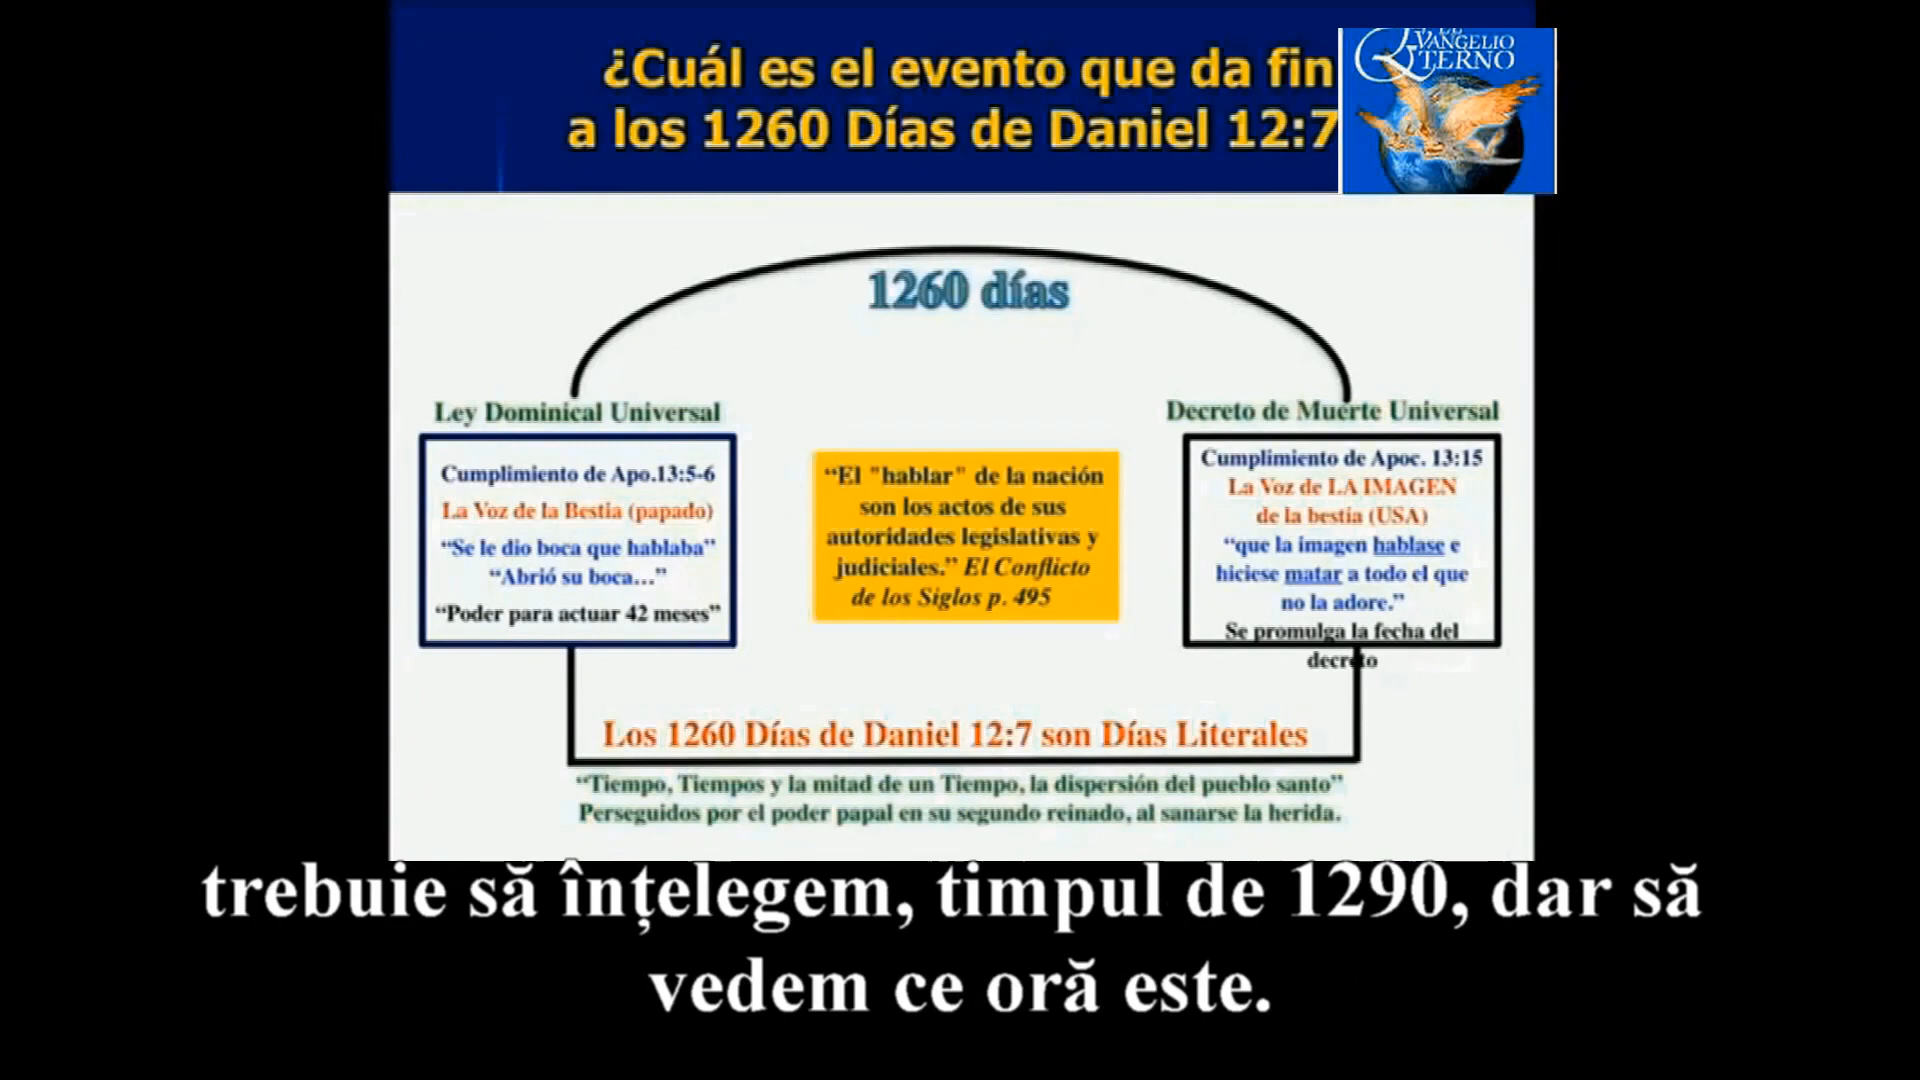 ¿Cuál es el evento que da fin
a los 1260 Días de Daniel 12:7
EVANGELIO
ETERNO
1260 días
Ley Dominical Universal
Cumplimiento de Apo.13:5-6
La Voz de la Bestia (papado)
“Se le dio boca que hablaba”
“Abrió su boca...”
“Poder para actuar 42 meses”
“El "hablar" de la nación
son los actos de sus
autoridades legislativas y
judiciales.” El Conflicto
de los Siglos p. 495
Decreto de Muerte Universal
Cumplimiento de Apoc. 13:15
La Voz de LA IMAGEN
de la bestia (USA)
“que la imagen hablase e
hiciese matar a todo el que
no la adore.”
Se promulga la fecha del
decreto
Los 1260 Días de Daniel 12:7 son Días Literales
“Tiempo, Tiempos y la mitad de un Tiempo, la dispersión del pueblo santo”
Perseguidos por el poder papal en su segundo reinado, al sanarse la herida.
trebuie să înțelegem, timpul de 1290, dar să
vedem ce oră este.